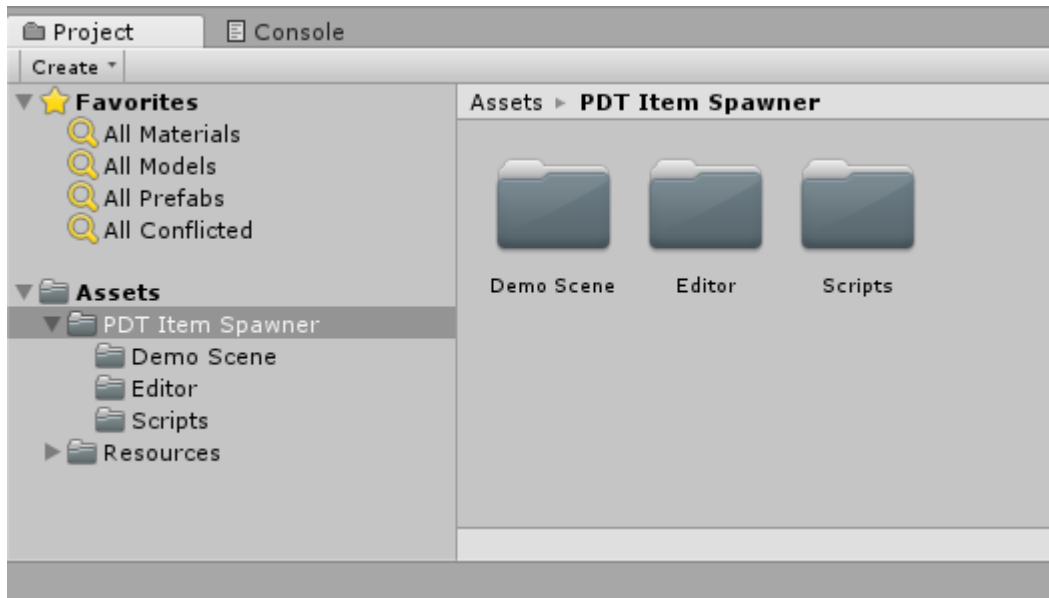 Project
Console
Create
Favorites
All Materials
All Models
All Prefabs
All Conflicted
Assets
PDT Item Spawner
Demo Scene
Editor
Scripts
Resources
Assets ▸ PDT Item Spawner
Demo Scene
Editor
Scripts